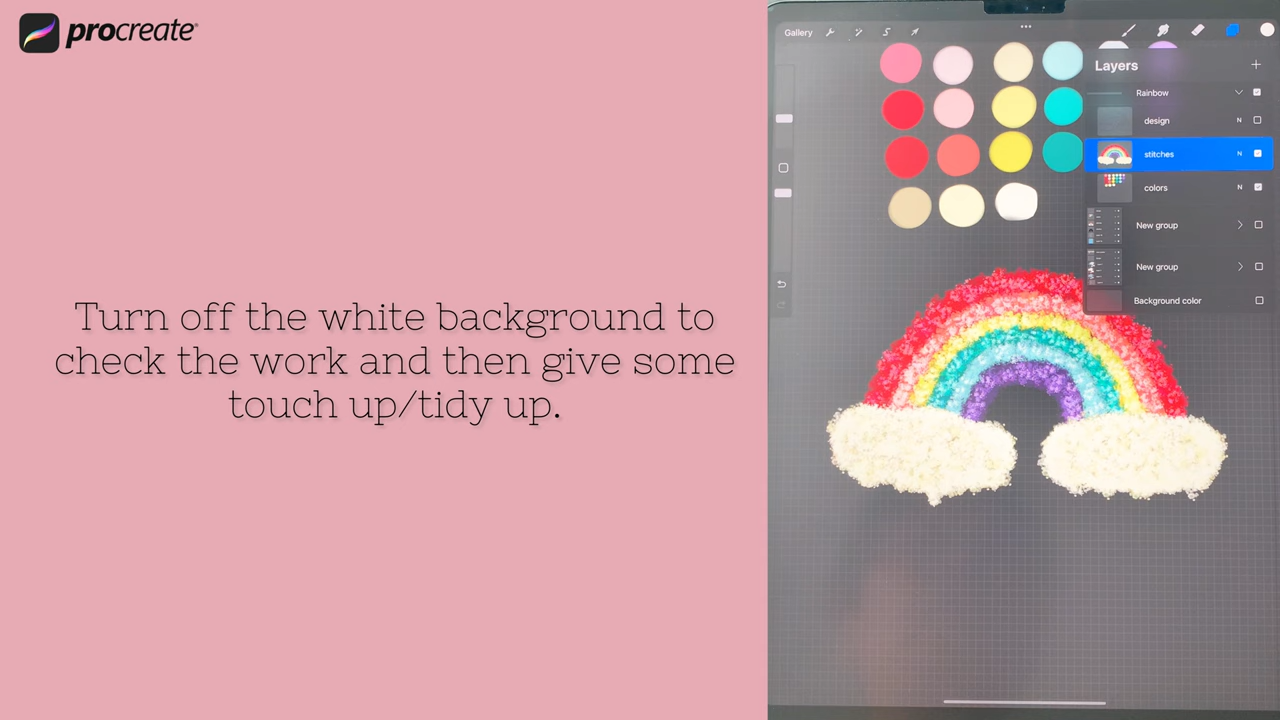 procreate®
Turn off the white background to
check the work and then give some
touch up/tidy up.
Gallery
Layers
Rainbow
design N
stitches N
colors N
New group
New group
Background color